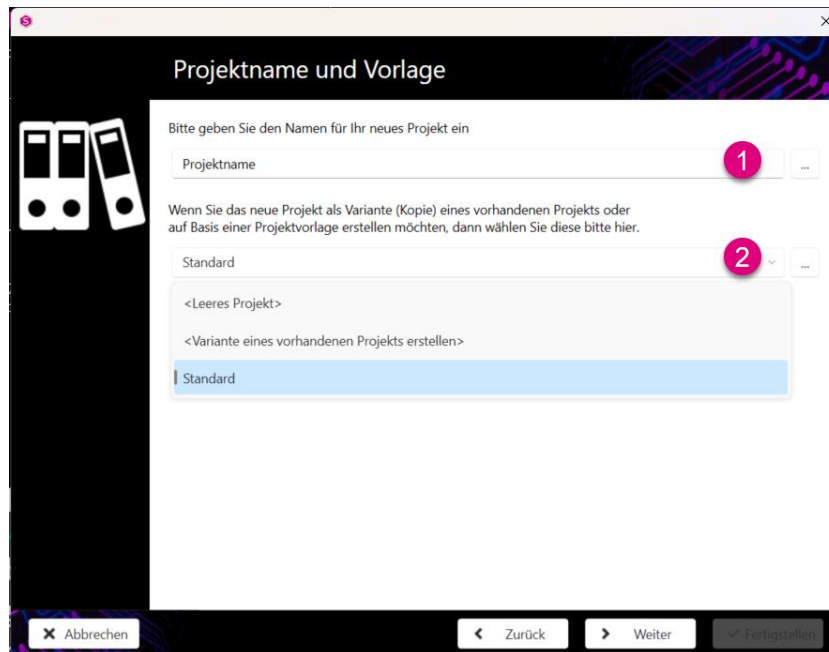 S
Projektname und Vorlage
Bitte geben Sie den Namen für Ihr neues Projekt ein
Projektname 1 ...
Wenn Sie das neue Projekt als Variante (Kopie) eines vorhandenen Projekts oder
auf Basis einer Projektvorlage erstellen möchten, dann wählen Sie diese bitte hier.
Standard 2 ...
<Leeres Projekt>
<Variante eines vorhandenen Projekts erstellen>
Standard
Abbrechen Zurück Weiter Fertigstellen